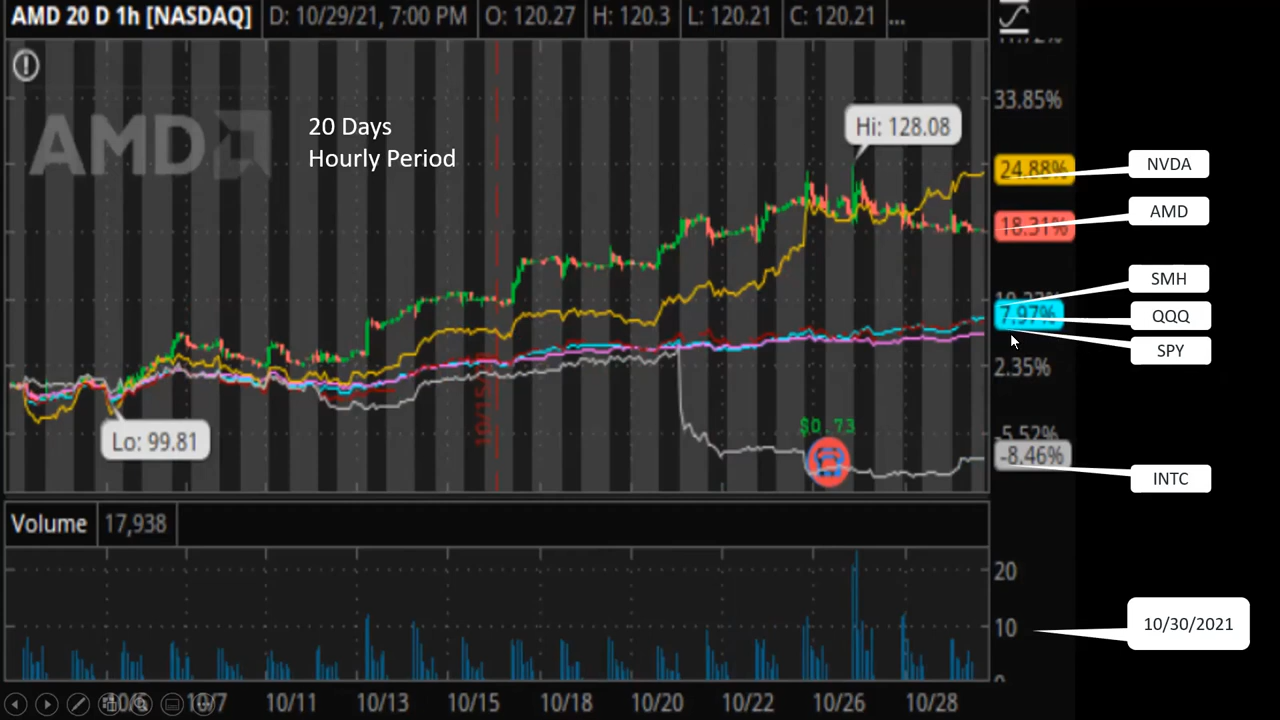 AMD 20 D 1h [NASDAQ]
D: 10/29/21, 7:00 PM
O: 120.27
H: 120.3
L: 120.21
C: 120.21
...
AMD
20 Days
Hourly Period
Hi: 128.08
Lo: 99.81
33.85%
24.88%
18.31%
7.97%
2.35%
-5.52%
-8.46%
NVDA
AMD
SMH
QQQ
SPY
INTC
$0.73
10/15
Volume
17,938
20
10
0
10/30/2021
10/7
10/11
10/13
10/15
10/18
10/20
10/22
10/26
10/28